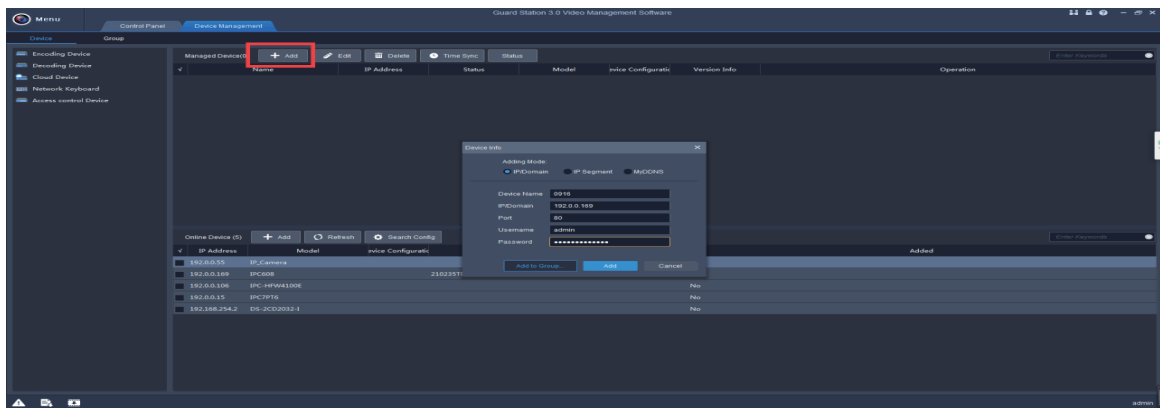 Guard Station 3.0 Video Management Software
Menu
Control Panel
Device Management
Device
Group
Encoding Device
Decoding Device
Cloud Device
Network Keyboard
Access control Device
Managed Device(0
Add
Edit
Delete
Time Sync
Status
Enter Keywords
Name IP Address Status Model evice Configuratic Version Info Operation
Device Info
Adding Mode:
IP/Domain IP Segment MyDDNS
Device Name 0916
IP/Domain 192.0.0.169
Port 80
Username admin
Password •••••••••••••
Add to Group
Add
Cancel
Online Device (5)
Add
Refresh
Search Config
Enter Keywords
IP Address Model evice Configuratic Added
192.0.0.55 IP_Camera
192.0.0.169 IPC608 210235T
192.0.0.106 IPC-HFW4100E No
192.0.0.15 IPC7PT6 No
192.168.254.2 DS-2CD2032-I No
admin